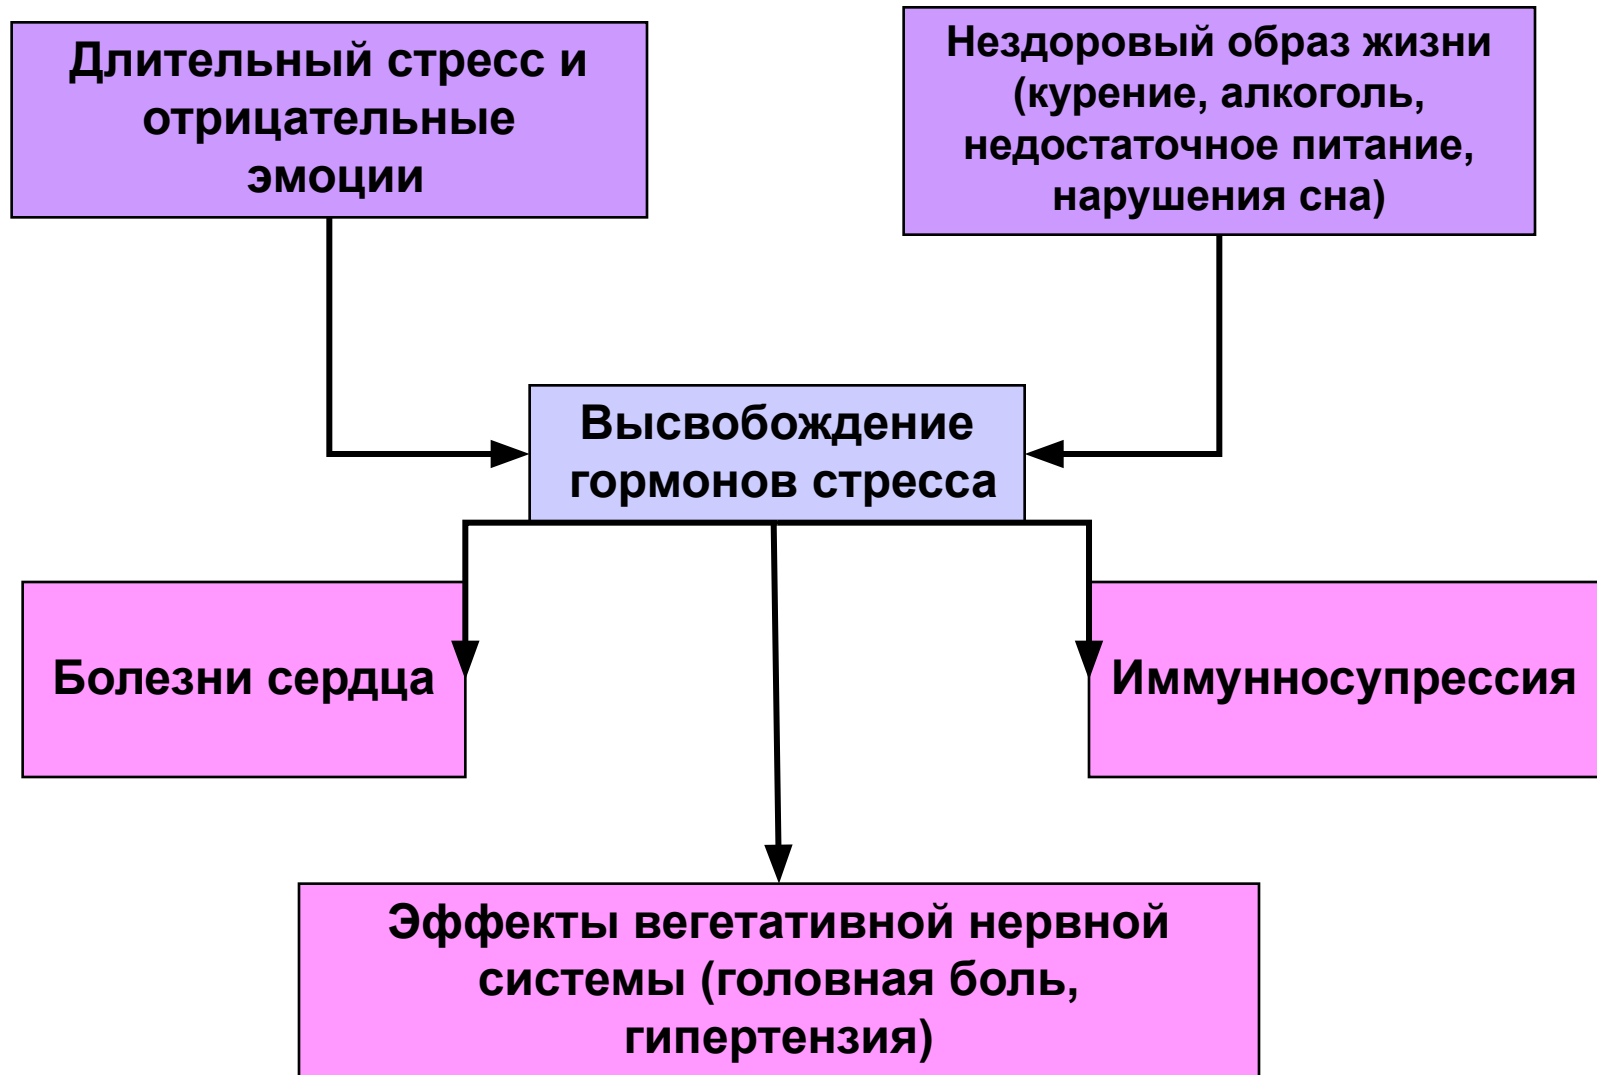 Длительный стресс и
отрицательные
эмоции
Нездоровый образ жизни
(курение, алкоголь,
недостаточное питание,
нарушения сна)
Высвобождение
гормонов стресса
Болезни сердца
Иммунносупрессия
Эффекты вегетативной нервной
системы (головная боль,
гипертензия)